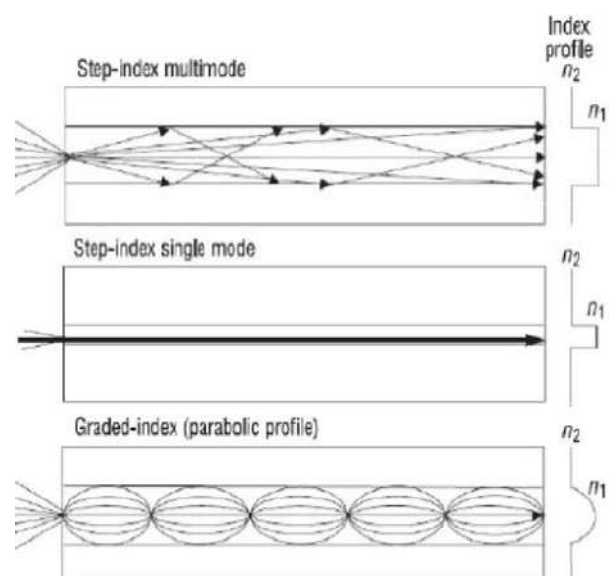 Index
profile
Step-index multimode
n2
n1
Step-index single mode
n2
n1
Graded-index (parabolic profile)
n2
n1